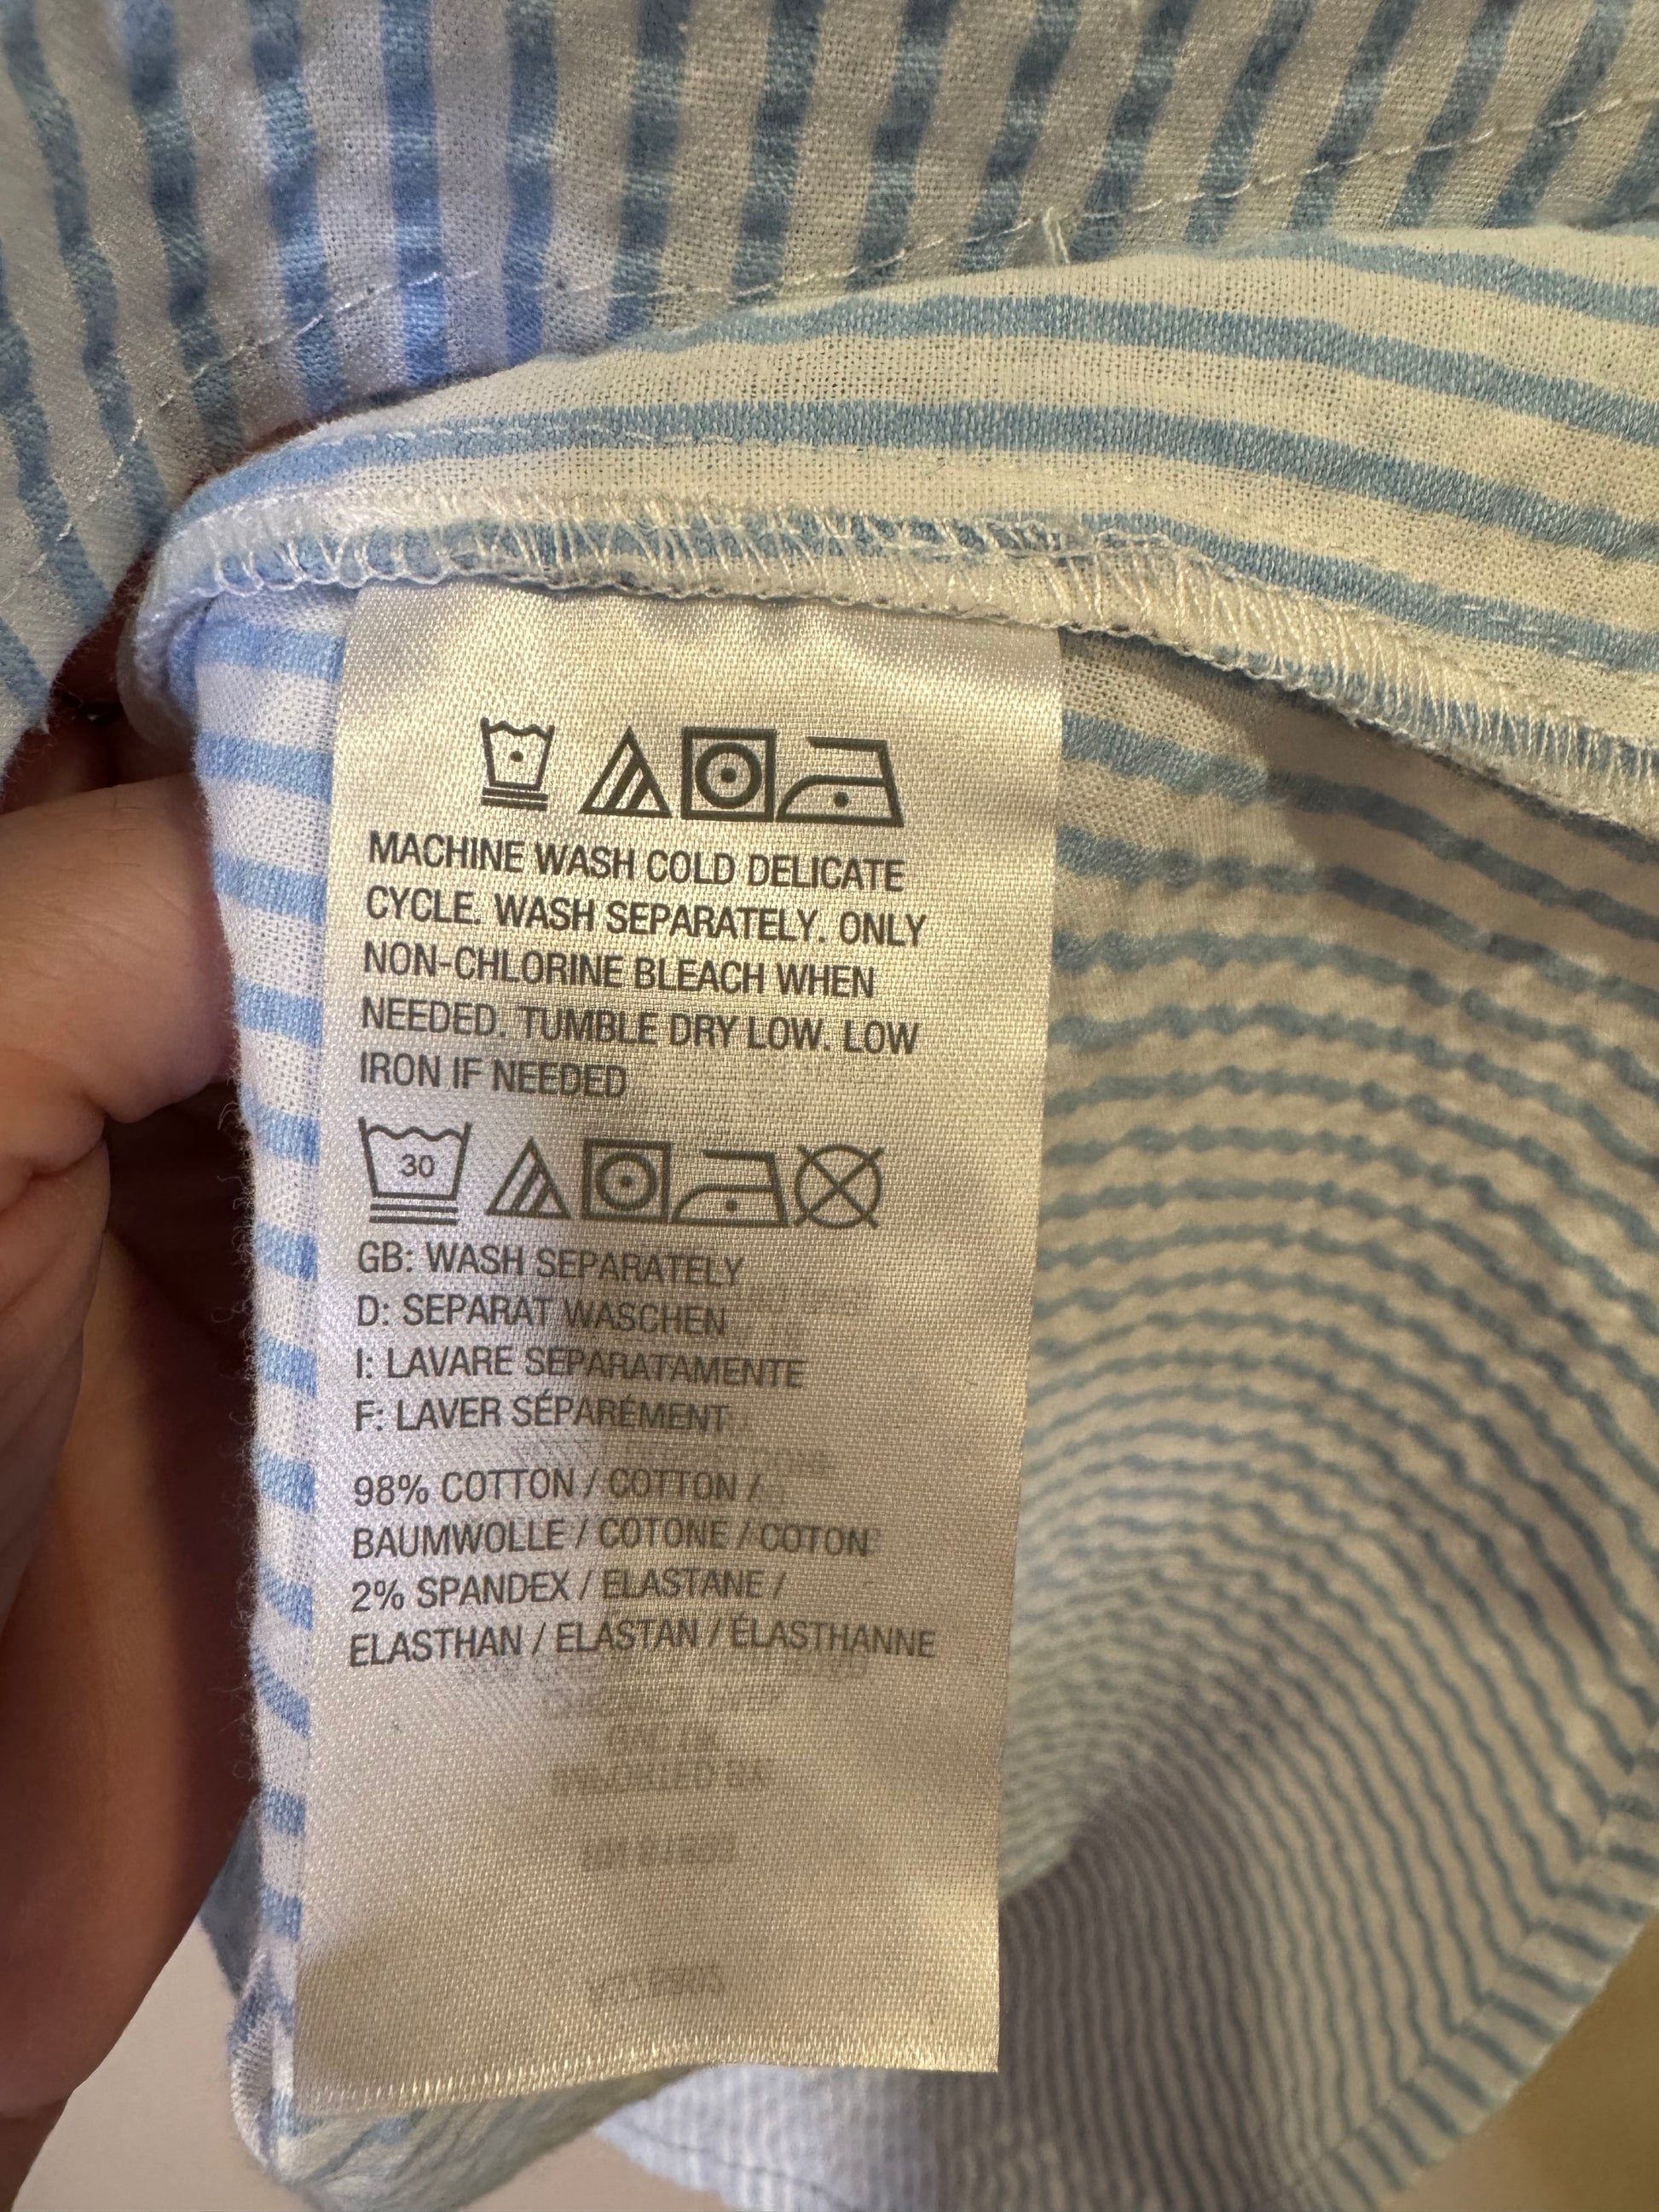 MACHINE WASH COLD DELICATE
CYCLE. WASH SEPARATELY. ONLY
NON-CHLORINE BLEACH WHEN
NEEDED. TUMBLE DRY LOW. LOW
IRON IF NEEDED
30
GB: WASH SEPARATELY
D: SEPARAT WASCHEN
I: LAVARE SEPARATAMENTE
F: LAVER SÉPARÉMENT
98% COTTON / COTTON /
BAUMWOLLE / COTONE / COTON
2% SPANDEX / ELASTANE /
ELASTHAN / ELASTAN / ÉLASTHANNE